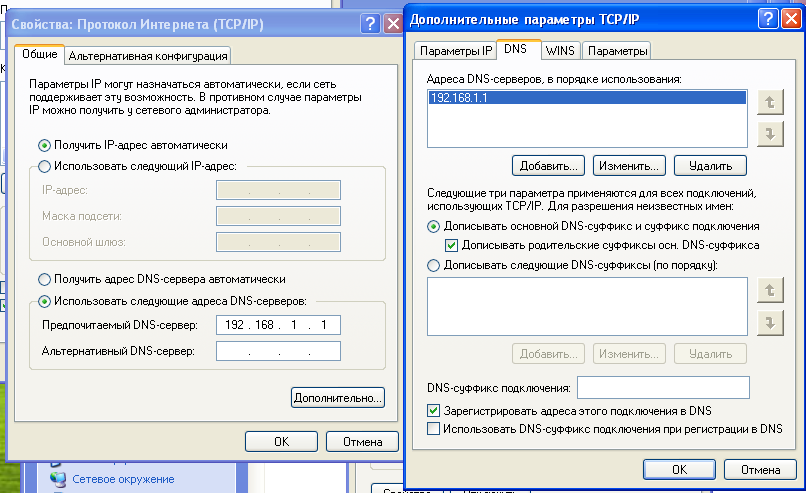 Свойства: Протокол Интернета (TCP/IP)
Общие
Альтернативная конфигурация
Параметры IP могут назначаться автоматически, если сеть
поддерживает эту возможность. В противном случае параметры
IP можно получить у сетевого администратора.
Получить IP-адрес автоматически
Использовать следующий IP-адрес:
IP-адрес:
Маска подсети:
Основной шлюз:
Получить адрес DNS-сервера автоматически
Использовать следующие адреса DNS-серверов:
Предпочитаемый DNS-сервер: 192 . 168 . 1 . 1
Альтернативный DNS-сервер: . . .
Дополнительно...
OK Отмена
Сетевое окружение
Дополнительные параметры TCP/IP
Параметры IP DNS WINS Параметры
Адреса DNS-серверов, в порядке использования:
192.168.1.1
Добавить... Изменить... Удалить
Следующие три параметра применяются для всех подключений,
использующих TCP/IP. Для разрешения неизвестных имен:
Дописывать основной DNS-суффикс и суффикс подключения
Дописывать родительские суффиксы осн. DNS-суффикса
Дописывать следующие DNS-суффиксы (по порядку):
Добавить... Изменить... Удалить
DNS-суффикс подключения:
Зарегистрировать адреса этого подключения в DNS
Использовать DNS-суффикс подключения при регистрации в DNS
OK Отмена